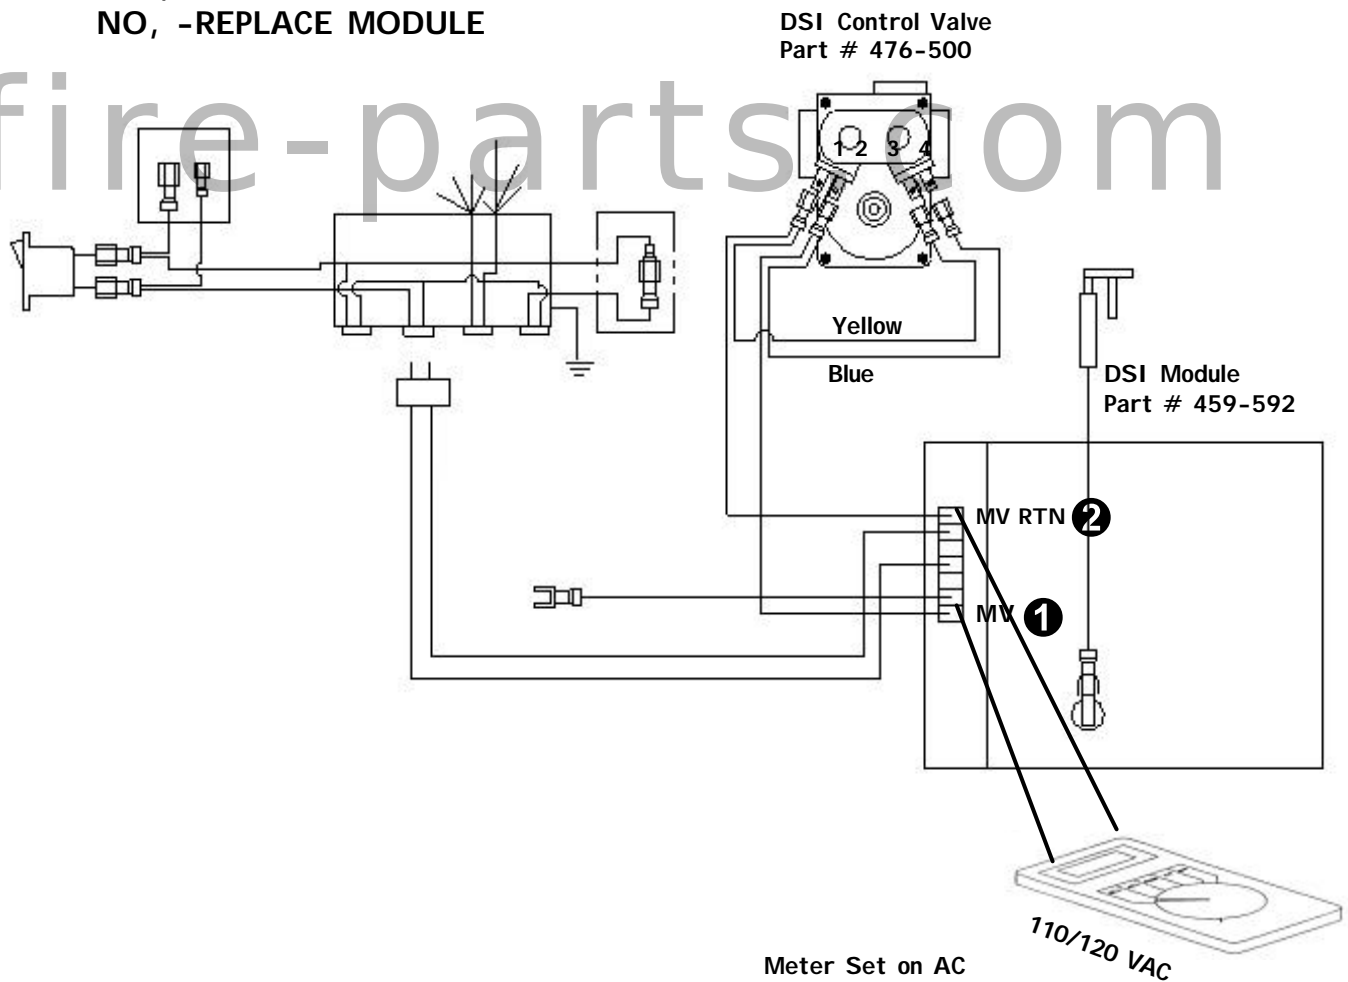 NO, -REPLACE MODULE
DSI Control Valve
Part # 476-500
fire-parts.com
1 2 3 4
Yellow
Blue
DSI Module
Part # 459-592
MV RTN 2
MV 1
110/120 VAC
Meter Set on AC